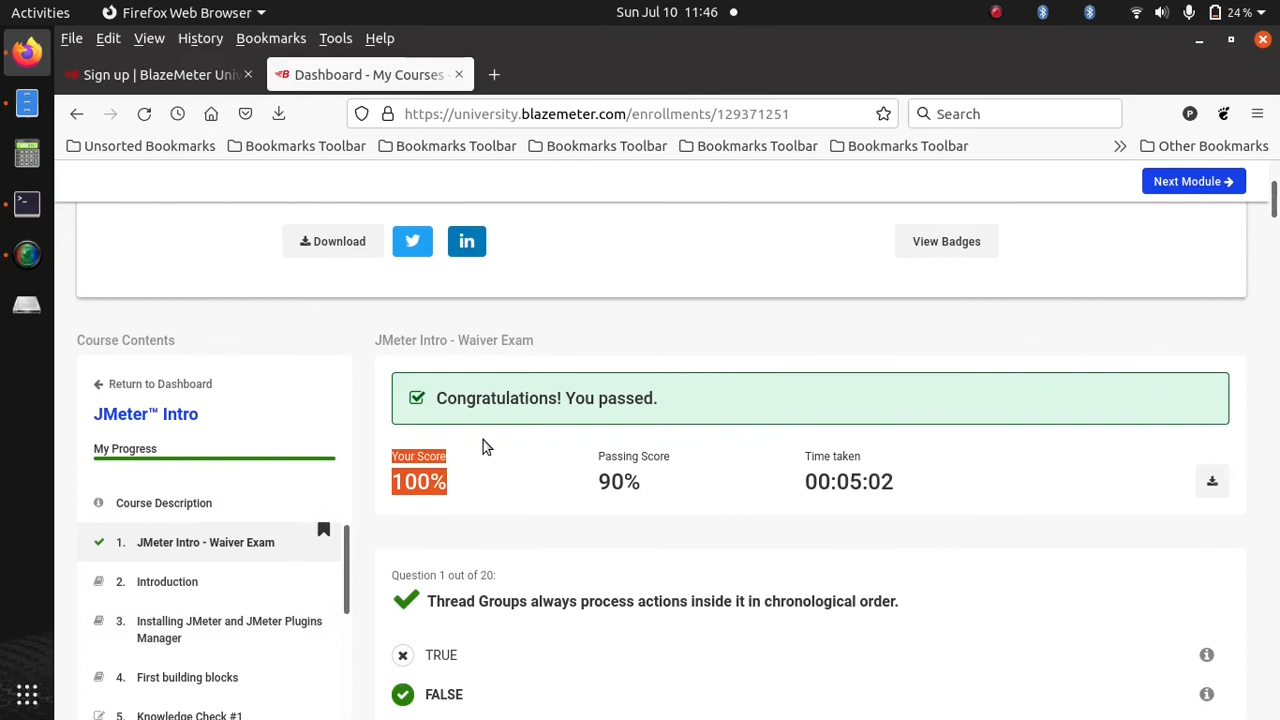 Activities
Firefox Web Browser
Sun Jul 10 11:46
24 %
File Edit View History Bookmarks Tools Help
Sign up | BlazeMeter Univ
Dashboard - My Courses -
https://university.blazemeter.com/enrollments/129371251
Search
P
Unsorted Bookmarks
Bookmarks Toolbar
Bookmarks Toolbar
Bookmarks Toolbar
Bookmarks Toolbar
Bookmarks Toolbar
Other Bookmarks
Next Module
Download
in
View Badges
Course Contents
Return to Dashboard
JMeter™ Intro
My Progress
Course Description
1. JMeter Intro - Waiver Exam
2. Introduction
3. Installing JMeter and JMeter Plugins
Manager
4. First building blocks
5. Knowledge Check #1
JMeter Intro - Waiver Exam
Congratulations! You passed.
Your Score
100%
Passing Score
90%
Time taken
00:05:02
Question 1 out of 20:
Thread Groups always process actions inside it in chronological order.
TRUE
FALSE